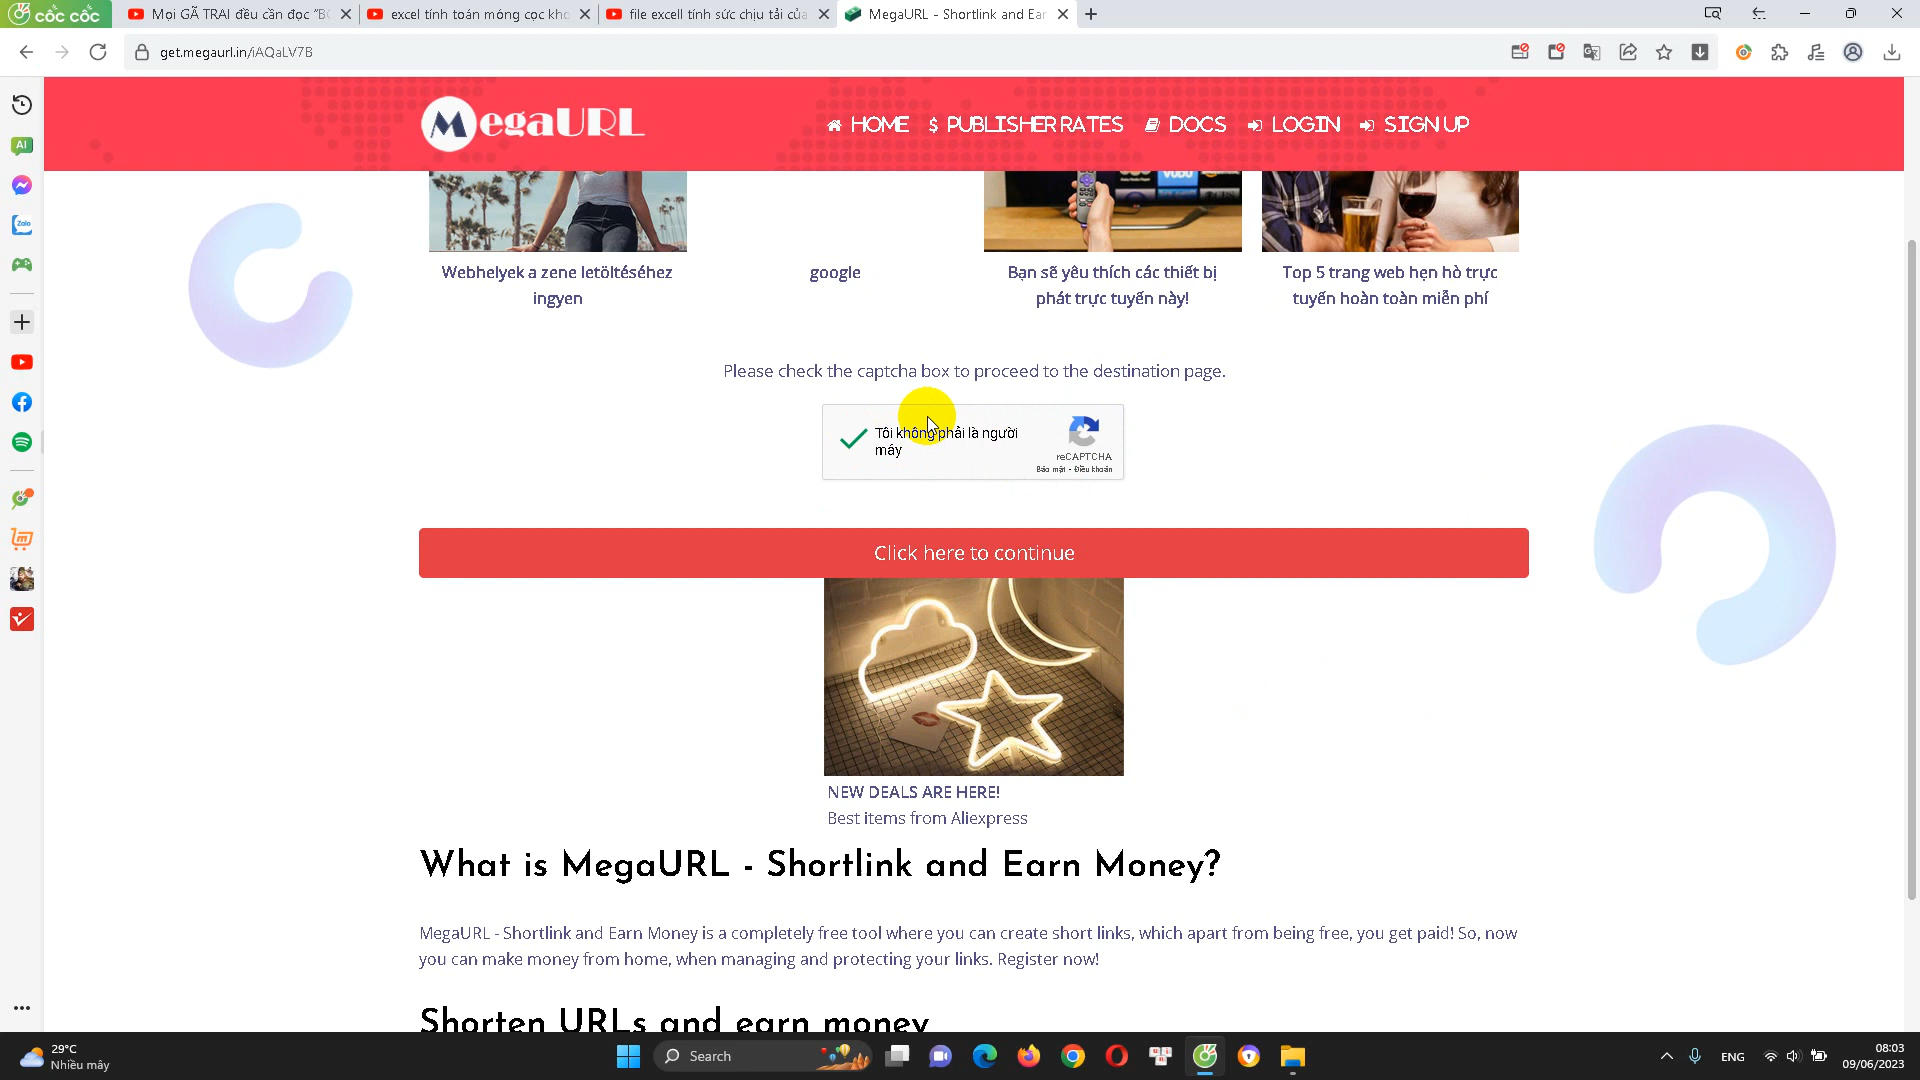 cốc cốc
Mọi GÃ TRAI đều cần đọc "BÍ
excel tính toán móng cọc kho
file excell tính sức chịu tải củа
MegaURL - Shortlink and Ear
get.megaurl.in/iAQaLV7B
MegaURL
HOME
$ PUBLISHER RATES
DOCS
LOGIN
SIGN UP
AI
Zalo
Webhelyek a zene letöltéséhez
ingyen
google
Bạn sẽ yêu thích các thiết bị
phát trực tuyến này!
Top 5 trang web hẹn hò trực
tuyến hoàn toàn miễn phí
Please check the captcha box to proceed to the destination page.
Tôi không phải là người
máy
reCAPTCHA
Bảo mật - Điều khoản
Click here to continue
NEW DEALS ARE HERE!
Best items from Aliexpress
What is MegaURL - Shortlink and Earn Money?
MegaURL - Shortlink and Earn Money is a completely free tool where you can create short links, which apart from being free, you get paid! So, now
you can make money from home, when managing and protecting your links. Register now!
Shorten URLs and earn money
29°C
Nhiều mây
Search
ENG
08:03
09/06/2023